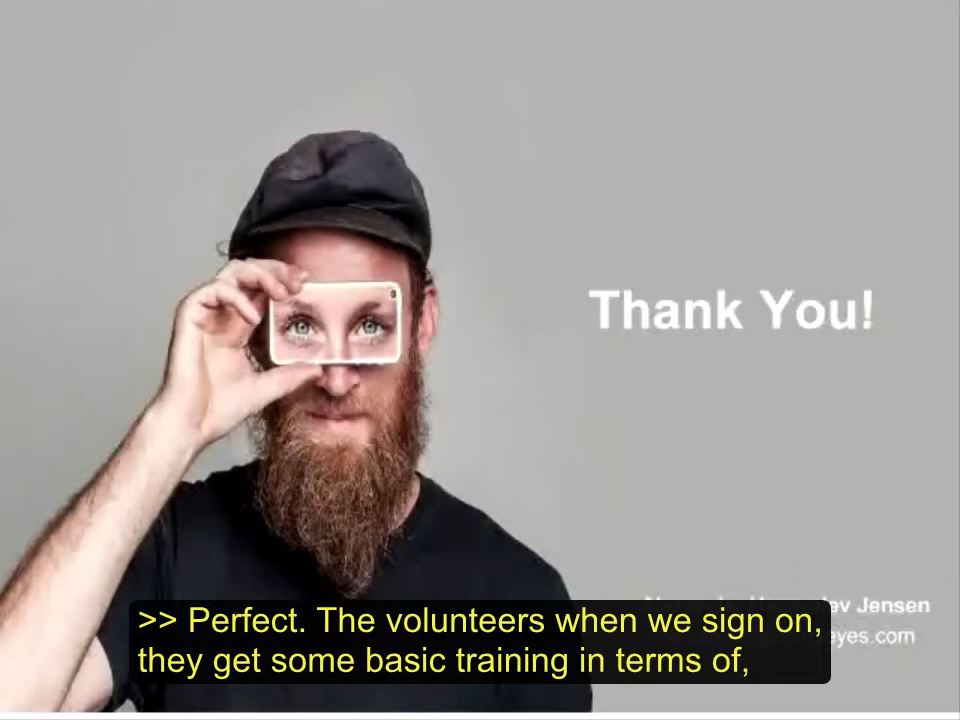 Thank You!
ev Jensen
eyes.com
>> Perfect. The volunteers when we sign on,
they get some basic training in terms of,